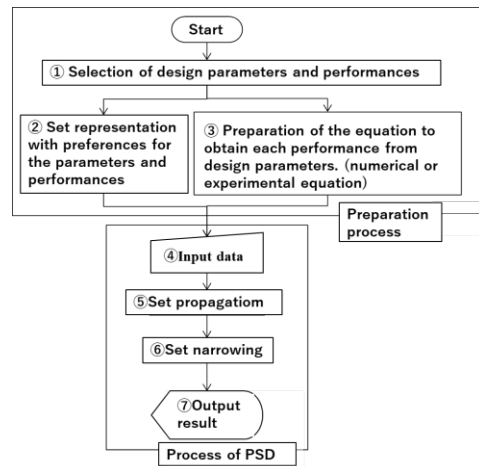 Start
① Selection of design parameters and performances
② Set representation
with preferences for
the parameters and
performances
③ Preparation of the equation to
obtain each performance from
design parameters. (numerical or
experimental equation)
Preparation
process
④Input data
⑤Set propagatiom
⑥Set narrowing
⑦Output
result
Process of PSD